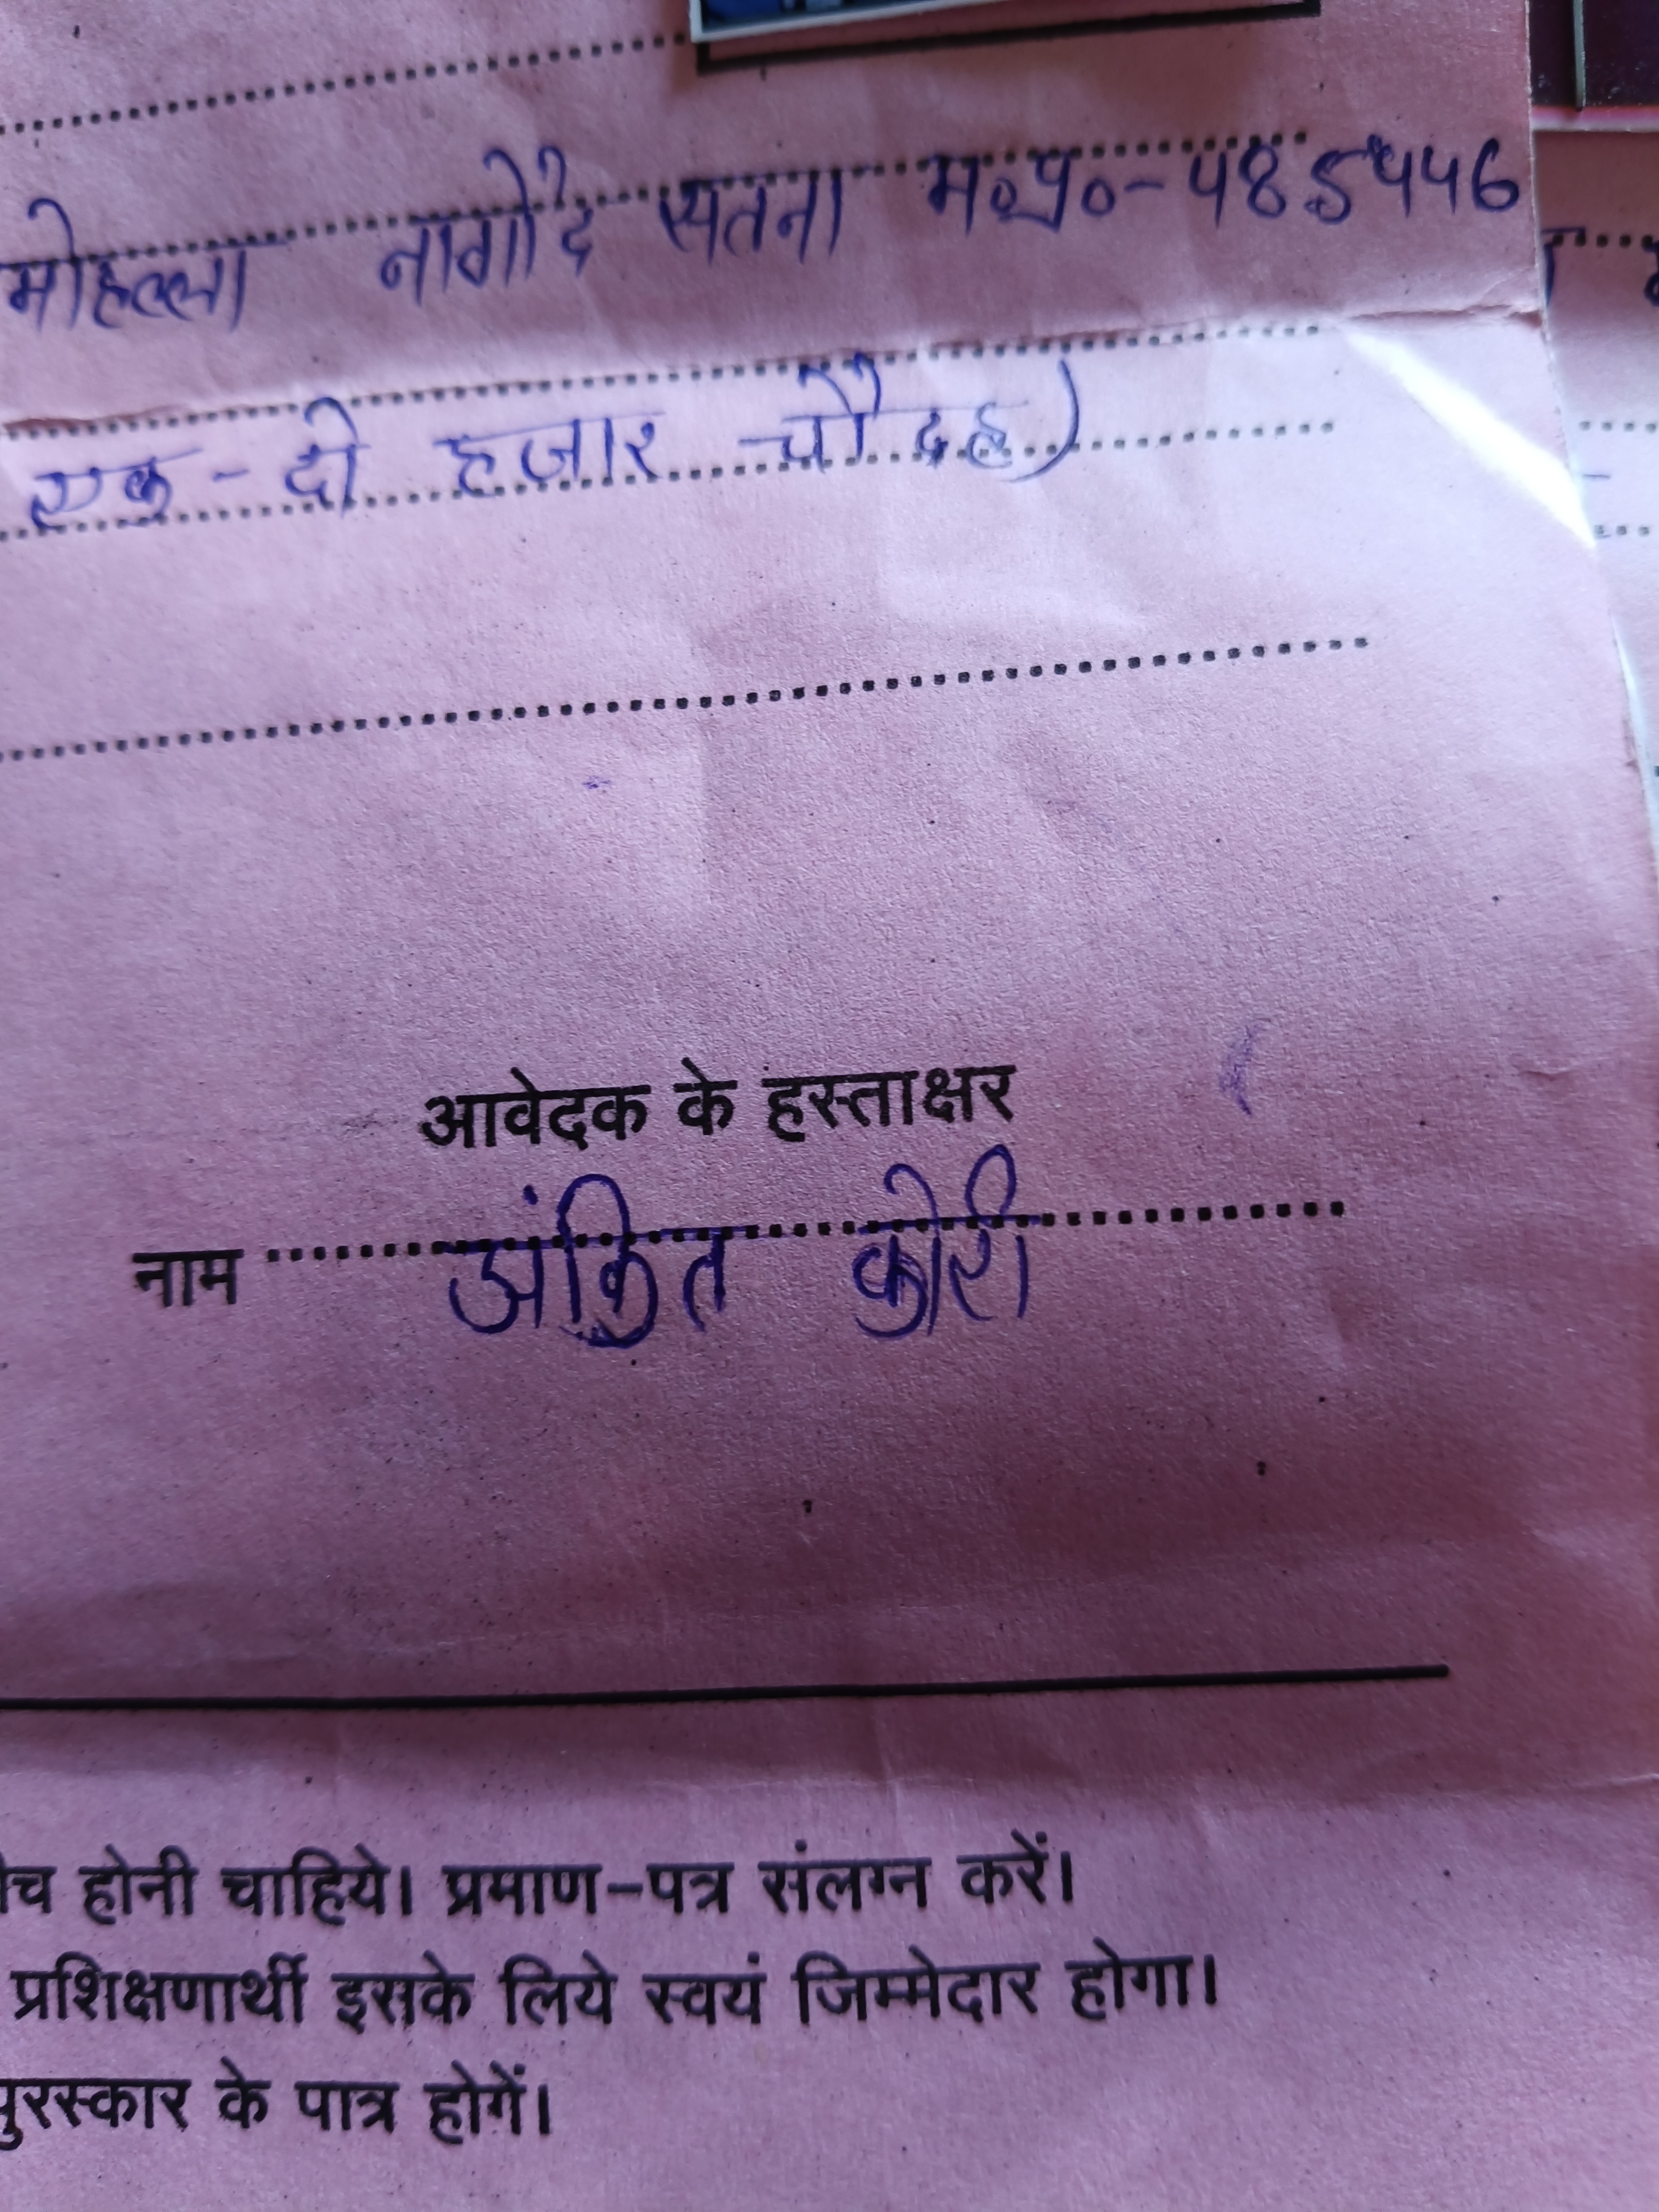 मोहल्ला नागौद सतना म०प्र०-485446
एक - दो हजार चौदह)
आवेदक के हस्ताक्षर
नाम अंकित कोरी
होनी चाहिये। प्रमाण-पत्र संलग्न करें।
प्रशिक्षणार्थी इसके लिये स्वयं जिम्मेदार होगा।
पुरस्कार के पात्र होगें।